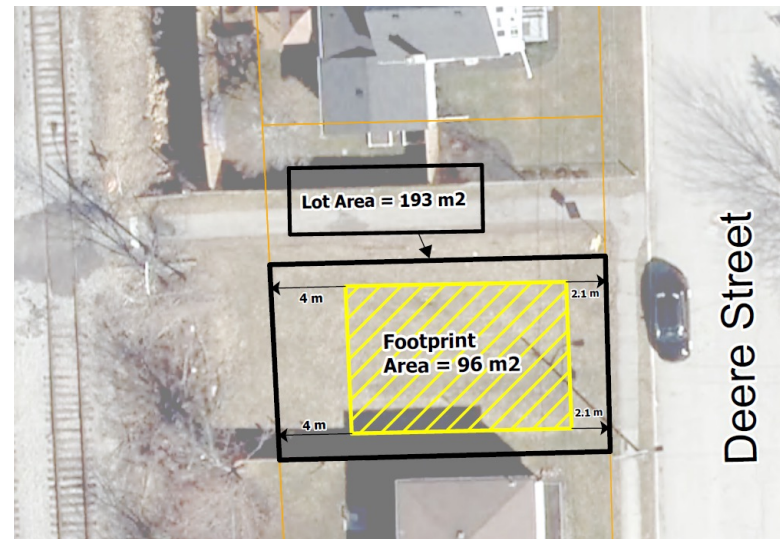 Lot Area = 193 m2
4 m
2.1 m
Footprint
Area = 96 m2
4 m
2.1 m
Deere Street